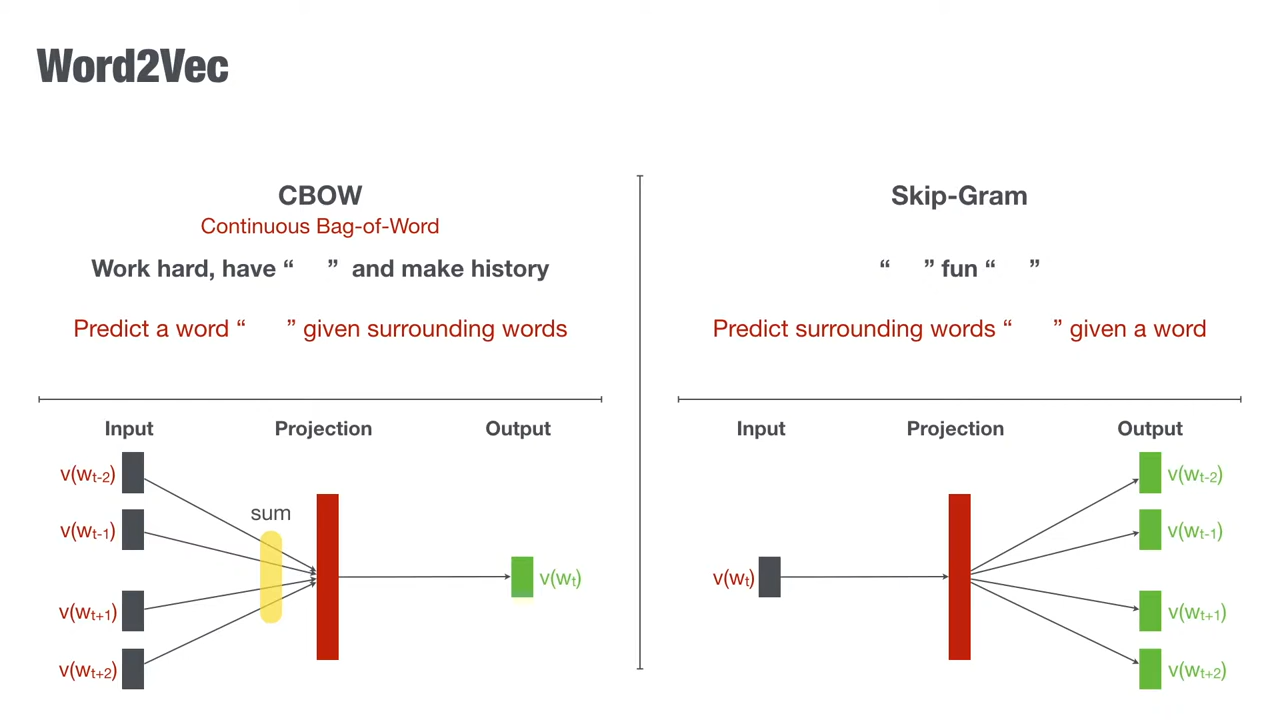 Word2Vec
CBOW
Continuous Bag-of-Word
Work hard, have “     ”  and make history
Predict a word “      ” given surrounding words
Input
Projection
Output
v(wt-2)
v(wt-1)
sum
v(wt)
v(wt+1)
v(wt+2)
Skip-Gram
“     ” fun “     ”
Predict surrounding words “      ” given a word
Input
Projection
Output
v(wt)
v(wt-2)
v(wt-1)
v(wt+1)
v(wt+2)